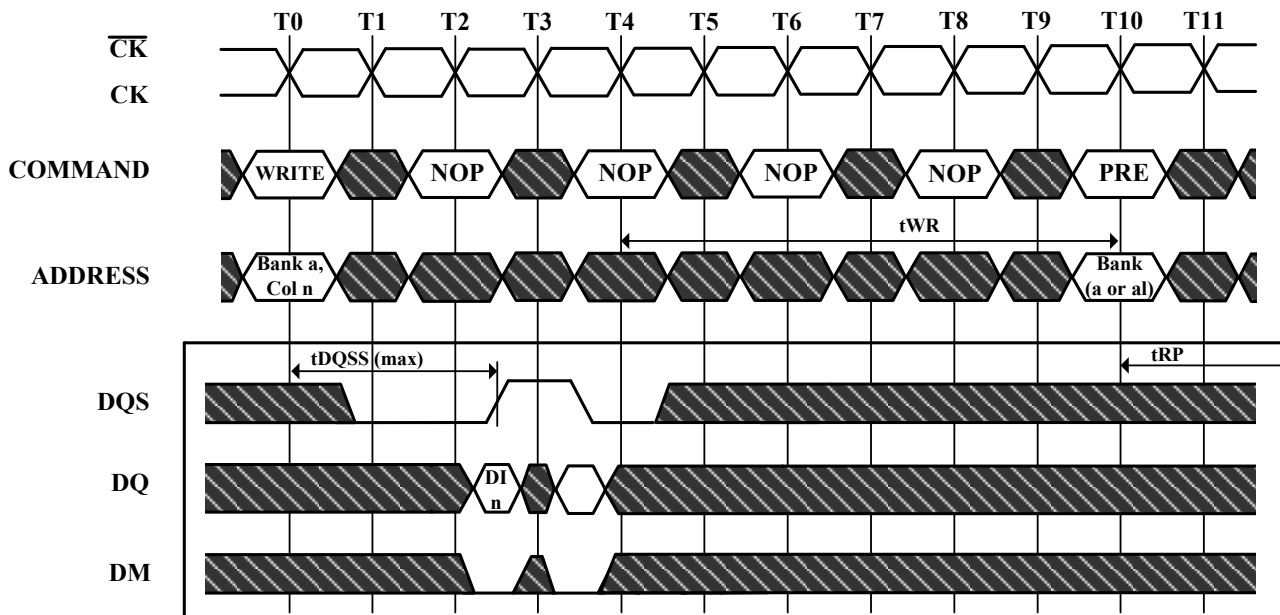 T0 T1 T2 T3 T4 T5 T6 T7 T8 T9 T10 T11
CK
CK
COMMAND WRITE NOP NOP NOP NOP PRE
tWR
ADDRESS Bank a, Col n Bank (a or al)
tDQSS (max) tRP
DQS
DQ DI n
DM